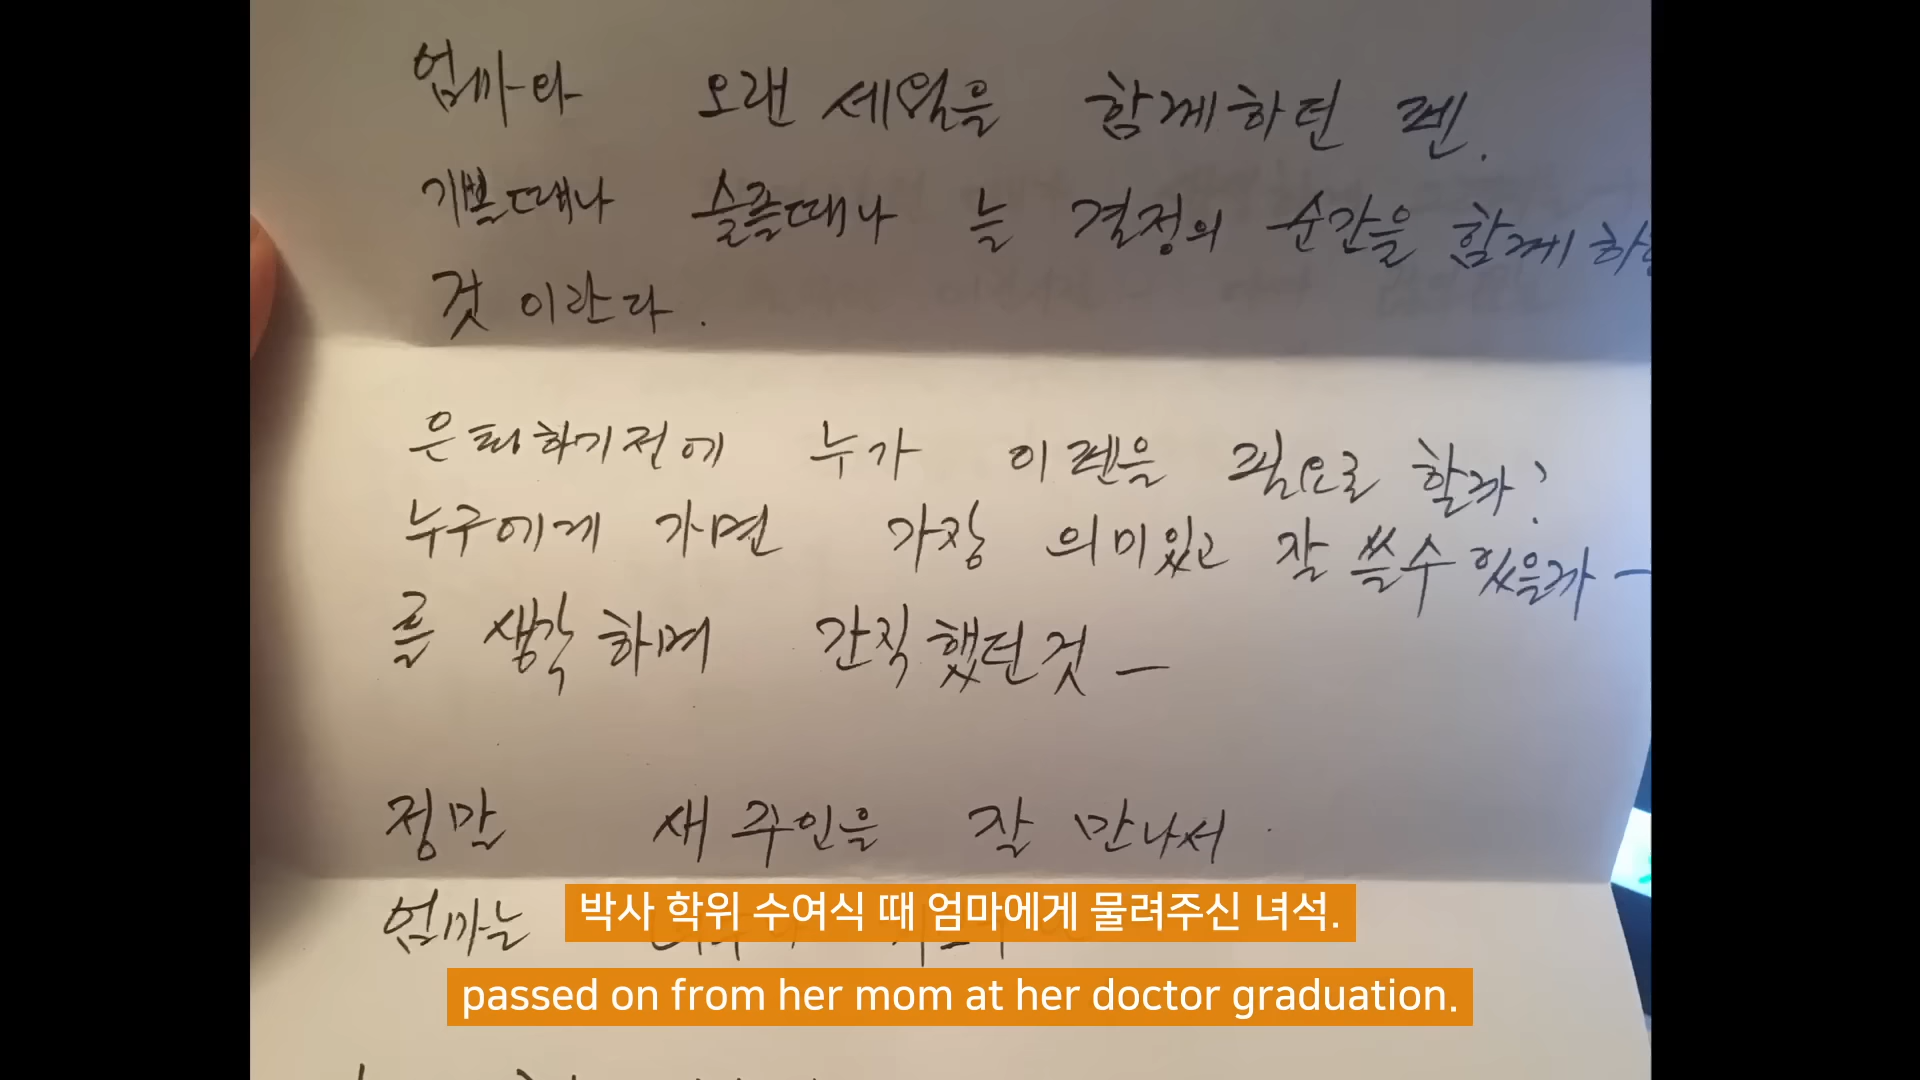 엄마와 오랜 세월을 함께하던 펜.
기쁠때나 슬플때나 늘 결정의 순간을 함께
것 이란다.
은퇴하기전에 누가 이펜을 필요로 할까?
누구에게 가면 가장 의미있고 잘 쓸수 있을까 —
를 생각하며 간직했던것 —
정말 새 주인을 잘 만나서
엄마는
박사 학위 수여식 때 엄마에게 물려주신 녀석.
passed on from her mom at her doctor graduation.